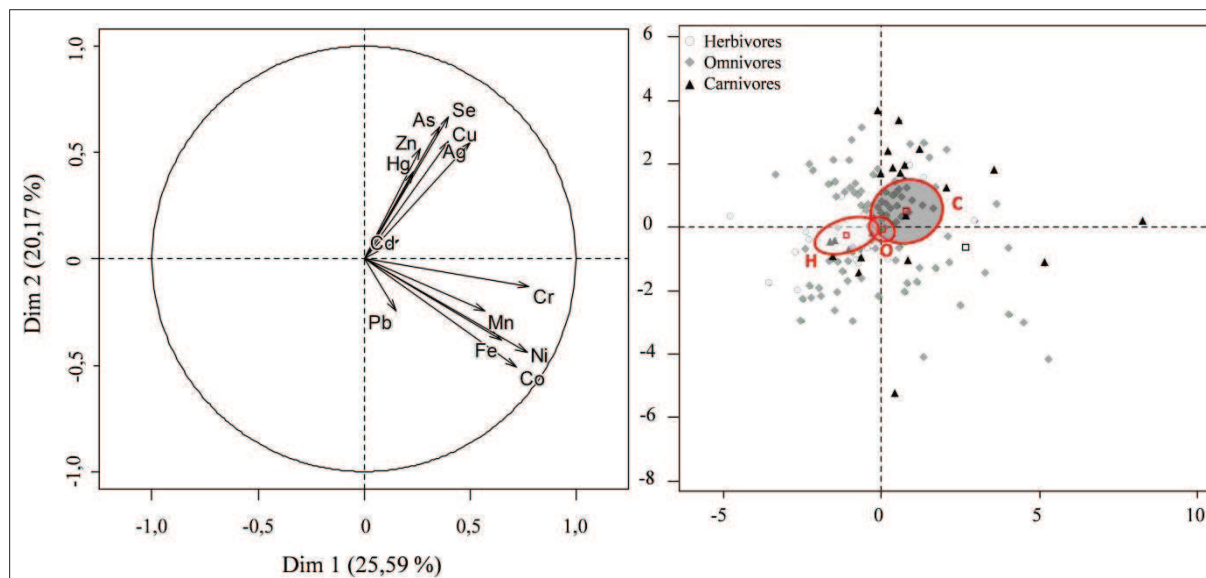 Dim 2 (20,17 %)
1,0
0,5
0
-0,5
-1,0
-1,0
-0,5
0
0,5
1,0
Dim 1 (25,59 %)
As
Se
Zn
Cu
Hg
Ag
Cd
Cr
Pb
Mn
Fe
Ni
Co
6
4
2
0
-2
-4
-6
-8
-5
0
5
10
Herbivores
Omnivores
Carnivores
C
O
H